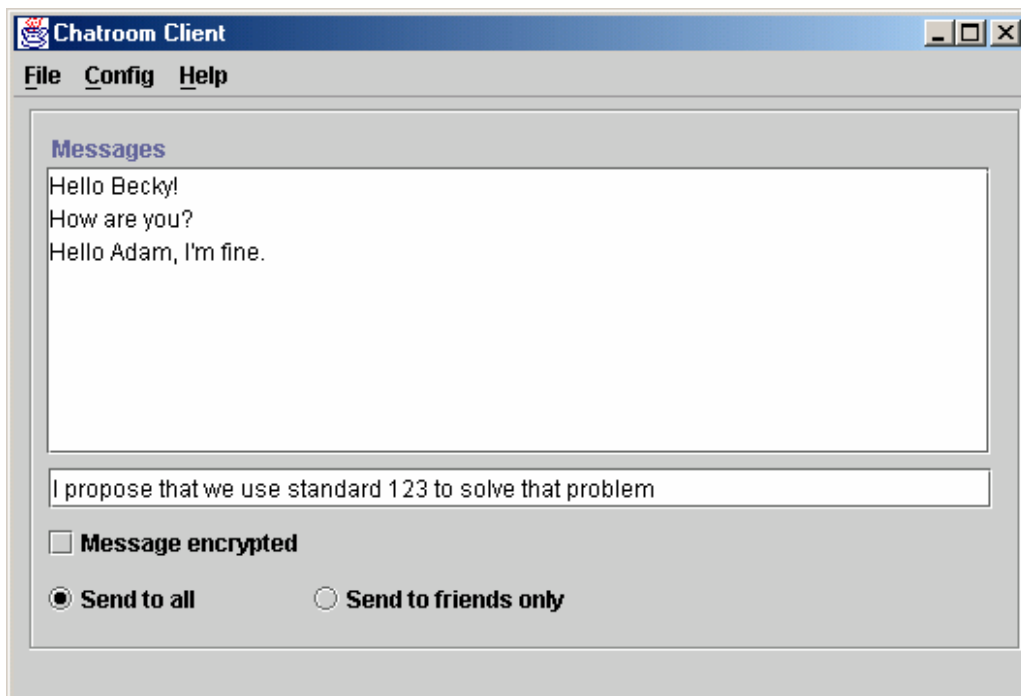 Chatroom Client
File Config Help
Messages
Hello Becky!
How are you?
Hello Adam, I'm fine.
I propose that we use standard 123 to solve that problem
Message encrypted
Send to all Send to friends only